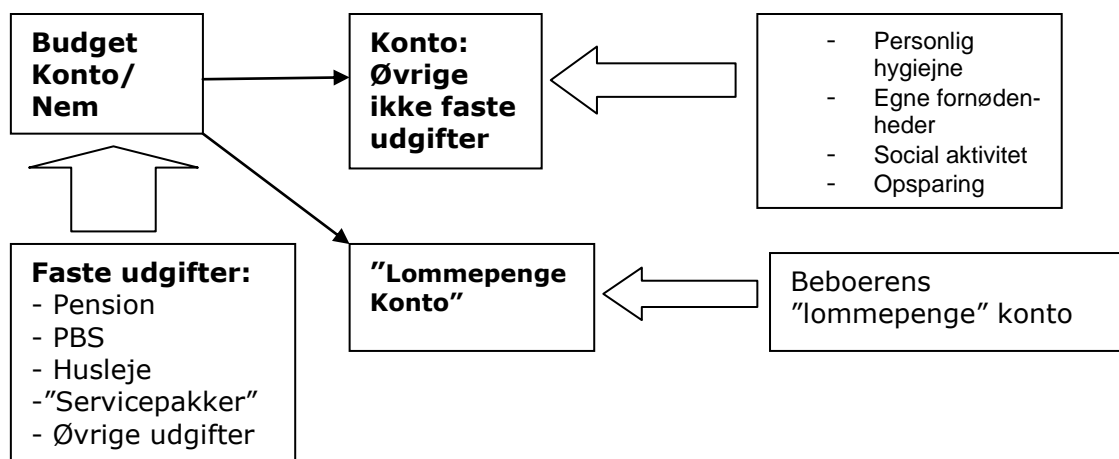 Budget
Konto/
Nem
Konto:
Øvrige
ikke faste
udgifter
- Personlig
hygiejne
- Egne fornøden-
heder
- Social aktivitet
- Opsparing
Faste udgifter:
- Pension
- PBS
- Husleje
-”Servicepakker”
- Øvrige udgifter
”Lommepenge
Konto”
Beboerens
”lommepenge” konto